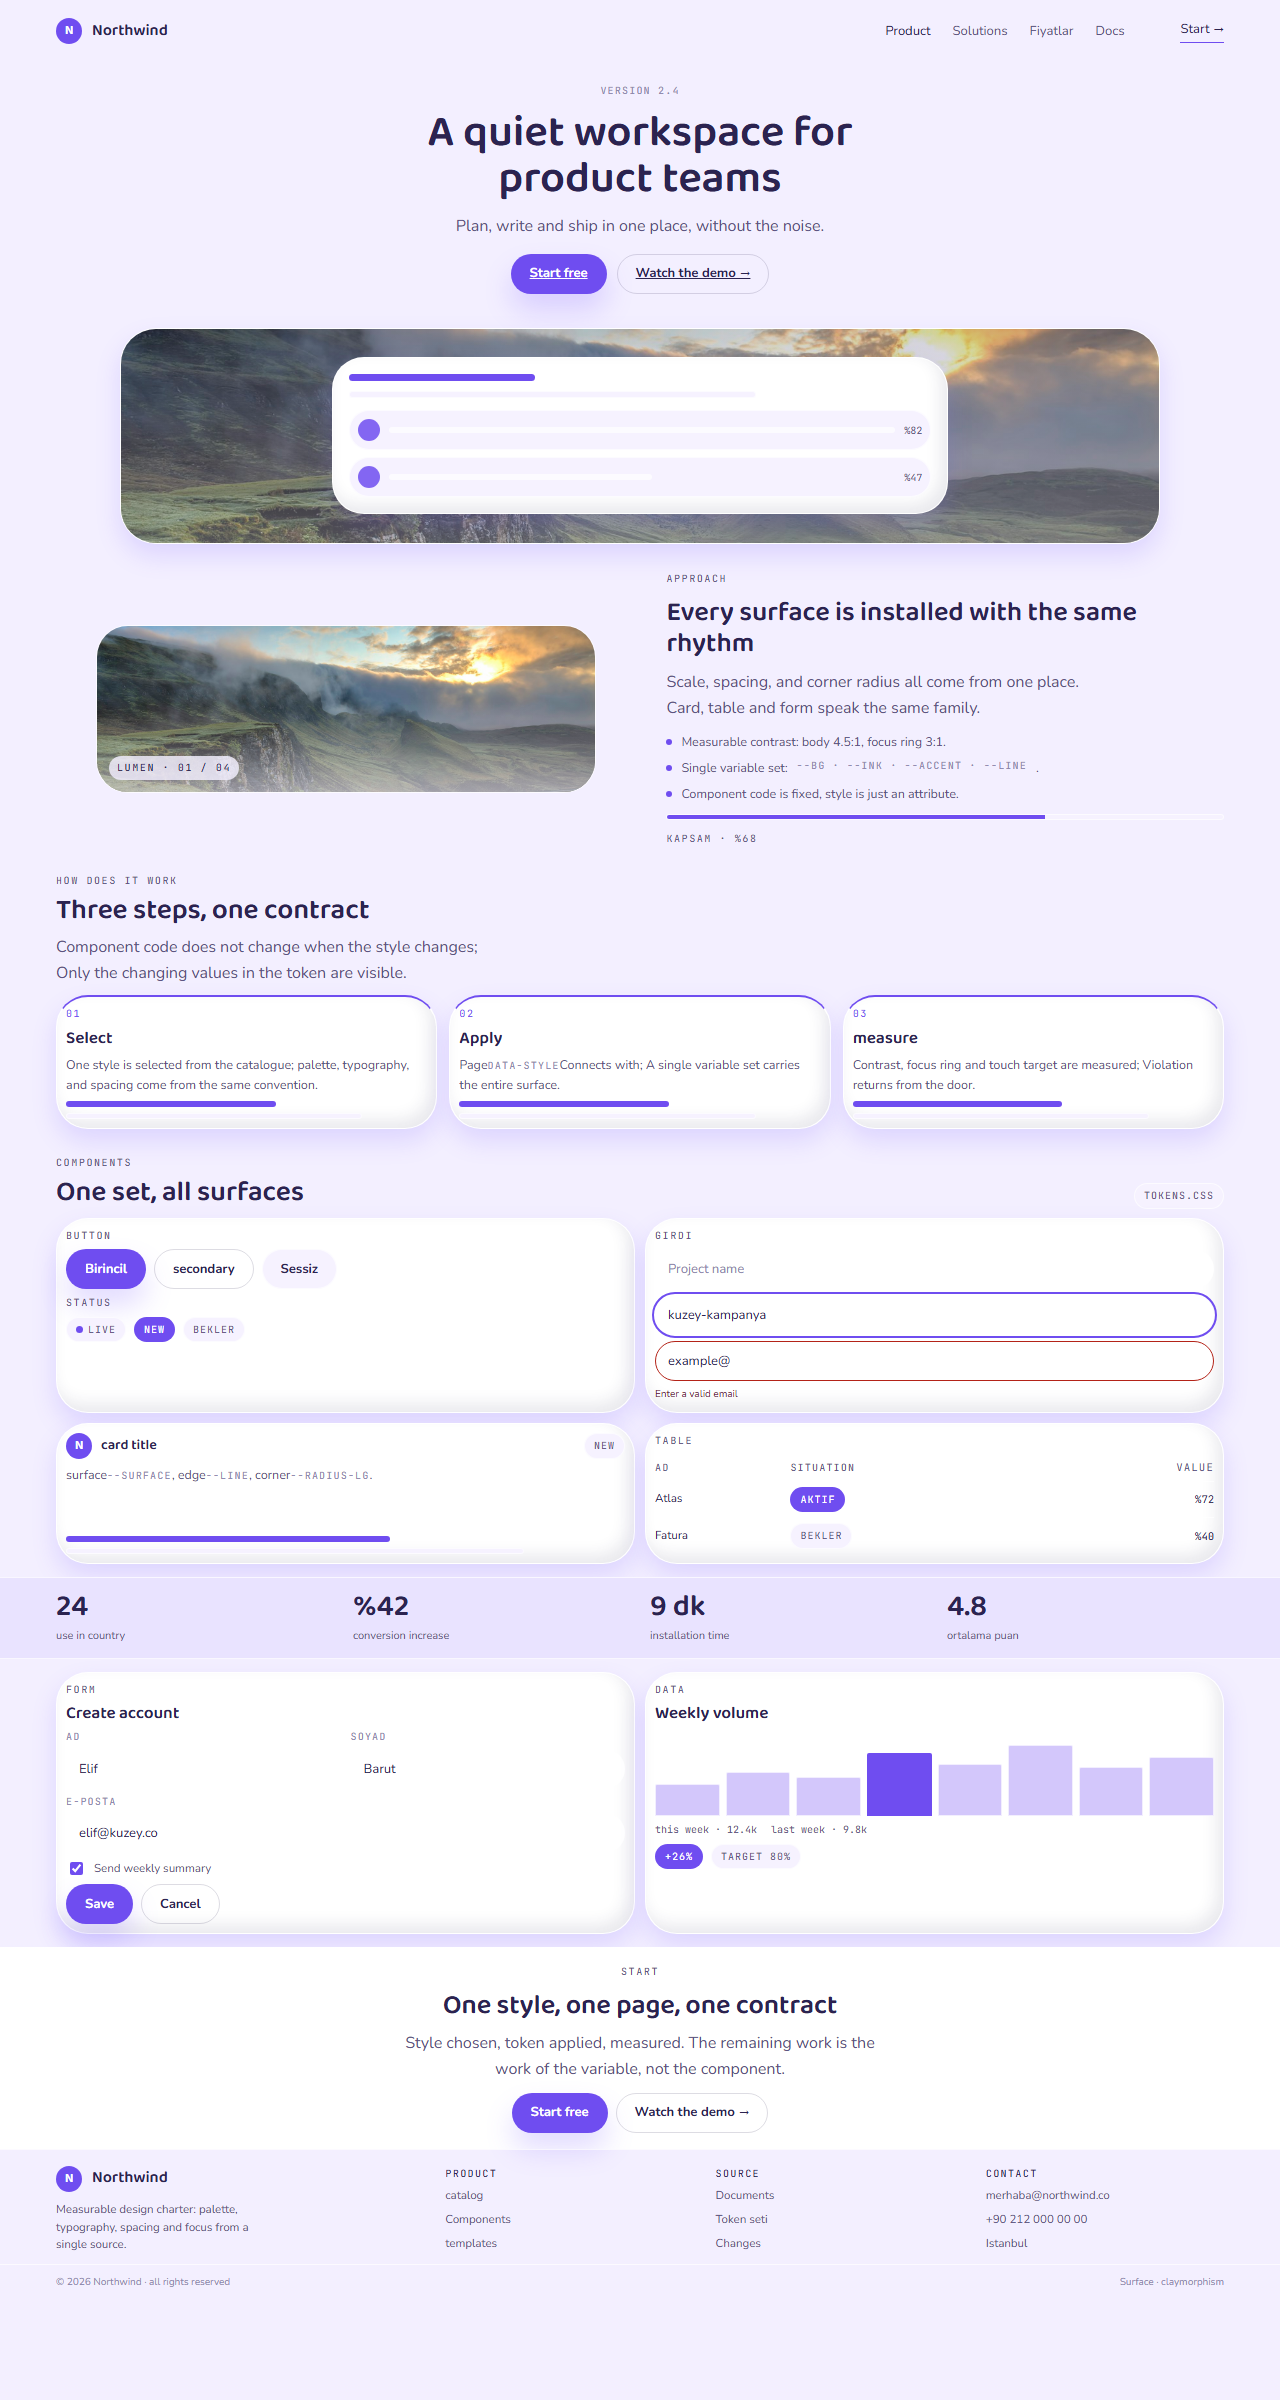 N Northwind
Product Solutions Fiyatlar Docs Start →
VERSION 2.4
A quiet workspace for
product teams
Plan, write and ship in one place, without the noise.
Start free Watch the demo →
%82
%47
LUMEN · 01 / 04
APPROACH
Every surface is installed with the same
rhythm
Scale, spacing, and corner radius all come from one place.
Card, table and form speak the same family.
Measurable contrast: body 4.5:1, focus ring 3:1.
Single variable set: --BG · --INK · --ACCENT · --LINE .
Component code is fixed, style is just an attribute.
KAPSAM · %68
HOW DOES IT WORK
Three steps, one contract
Component code does not change when the style changes;
Only the changing values in the token are visible.
01
Select
One style is selected from the catalogue; palette, typography,
and spacing come from the same convention.
02
Apply
PageDATA-STYLEConnects with; A single variable set carries
the entire surface.
03
measure
Contrast, focus ring and touch target are measured; Violation
returns from the door.
COMPONENTS
One set, all surfaces
TOKENS.CSS
BUTTON
Birincil secondary Sessiz
STATUS
LIVE NEW BEKLER
GIRDI
Project name
kuzey-kampanya
example@
Enter a valid email
N card title NEW
surface--SURFACE, edge--LINE, corner--RADIUS-LG.
TABLE
AD SITUATION VALUE
Atlas AKTIF %72
Fatura BEKLER %40
24
use in country
%42
conversion increase
9 dk
installation time
4.8
ortalama puan
FORM
Create account
AD SOYAD
Elif Barut
E-POSTA
elif@kuzey.co
Send weekly summary
Save Cancel
DATA
Weekly volume
this week · 12.4k last week · 9.8k
+26% TARGET 80%
START
One style, one page, one contract
Style chosen, token applied, measured. The remaining work is the
work of the variable, not the component.
Start free Watch the demo →
N Northwind
Measurable design charter: palette,
typography, spacing and focus from a
single source.
PRODUCT
catalog
Components
templates
SOURCE
Documents
Token seti
Changes
CONTACT
merhaba@northwind.co
+90 212 000 00 00
Istanbul
© 2026 Northwind · all rights reserved
Surface · claymorphism